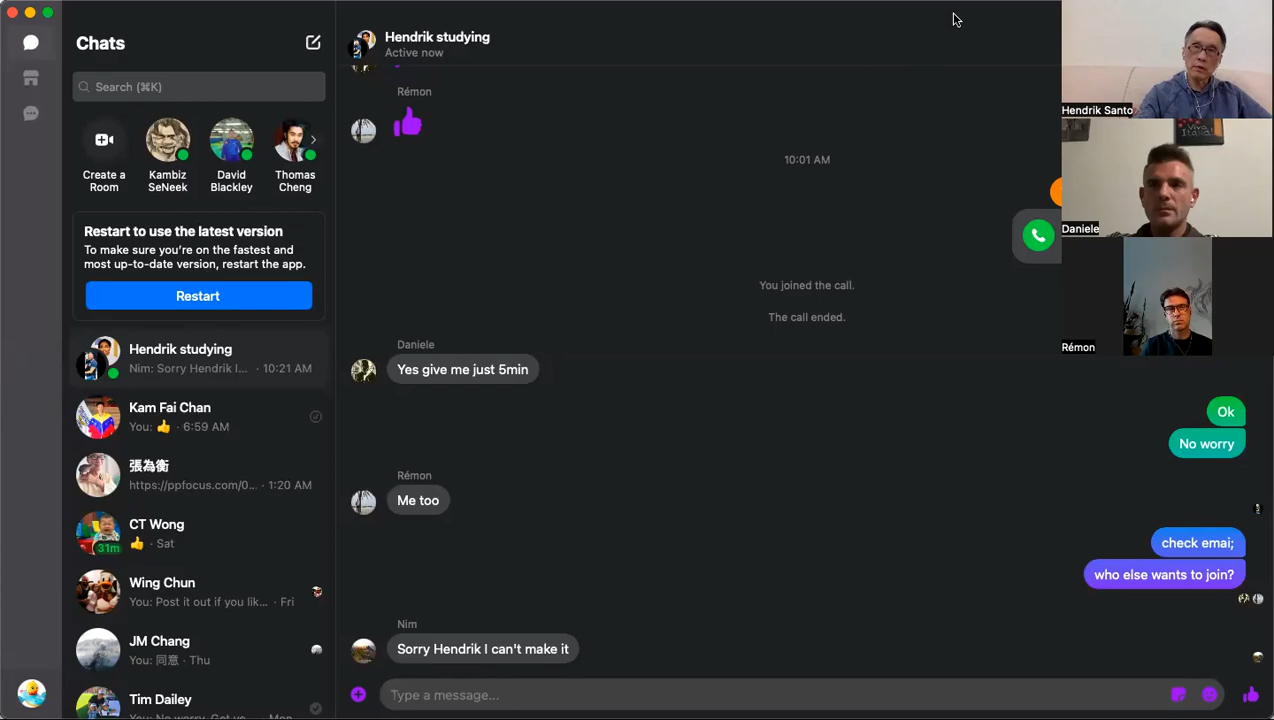 Chats
Search (⌘K)
Create a
Room
Kambiz
SeNeek
David
Blackley
Thomas
Cheng
Restart to use the latest version
To make sure you're on the fastest and
most up-to-date version, restart the app.
Restart
Hendrik studying
Nim: Sorry Hendrik I... · 10:21 AM
Kam Fai Chan
You: 👍 · 6:59 AM
張為衡
https://ppfocus.com/0... · 1:20 AM
CT Wong
31m
👍 · Sat
Wing Chun
You: Post it out if you lik... · Fri
JM Chang
You: 同意 · Thu
Tim Dailey
Hendrik studying
Active now
Rémon
10:01 AM
You joined the call.
The call ended.
Daniele
Yes give me just 5min
Ok
No worry
Rémon
Me too
check emai;
who else wants to join?
Nim
Sorry Hendrik I can't make it
Type a message...
Hendrik Santo
Viva
Italia!
Daniele
Rémon